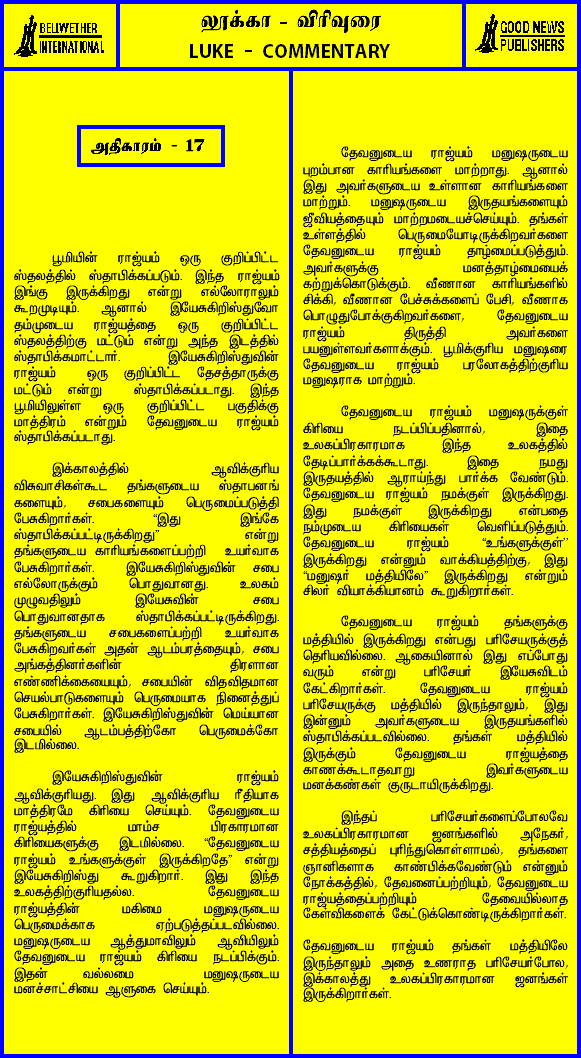 BELWETHER
INTERNATIONAL
லூக்கா - விரிவுரை
LUKE - COMMENTARY
GOOD NEWS
PUBLISHERS
அதிகாரம் - 17
பூமியின் ராஜ்யம் ஒரு குறிப்பிட்ட
ஸ்தலத்தில் ஸ்தாபிக்கப்படும். இந்த ராஜ்யம்
இங்கு இருக்கிறது என்று எல்லோராலும்
கூறமுடியும். ஆனால் இயேசுகிறிஸ்துவோ
தம்முடைய ராஜ்யத்தை ஒரு குறிப்பிட்ட
ஸ்தலத்திற்கு மட்டும் என்று அந்த இடத்தில்
ஸ்தாபிக்கமாட்டார். இயேசுகிறிஸ்துவின்
ராஜ்யம் ஒரு குறிப்பிட்ட தேசத்தாருக்கு
மட்டும் என்று ஸ்தாபிக்கப்படாது. இந்த
பூமியிலுள்ள ஒரு குறிப்பிட்ட பகுதிக்கு
மாத்திரம் என்றும் தேவனுடைய ராஜ்யம்
ஸ்தாபிக்கப்படாது.
இக்காலத்தில் ஆவிக்குரிய
விசுவாசிகள்கூட தங்களுடைய ஸ்தாபனங்
களையும், சபைகளையும் பெருமைப்படுத்தி
பேசுகிறார்கள். “இது இங்கே
ஸ்தாபிக்கப்பட்டிருக்கிறது” என்று
தங்களுடைய காரியங்களைப்பற்றி உயர்வாக
பேசுகிறார்கள். இயேசுகிறிஸ்துவின் சபை
எல்லோருக்கும் பொதுவானது. உலகம்
முழுவதிலும் இயேசுவின் சபை
பொதுவானதாக ஸ்தாபிக்கப்பட்டிருக்கிறது.
தங்களுடைய சபைகளைப்பற்றி உயர்வாக
பேசுகிறவர்கள் அதன் ஆடம்பரத்தையும், சபை
அங்கத்தினர்களின் திரளான
எண்ணிக்கையையும், சபையின் விதவிதமான
செயல்பாடுகளையும் பெருமையாக நினைத்துப்
பேசுகிறார்கள். இயேசுகிறிஸ்துவின் மெய்யான
சபையில் ஆடம்பத்திற்கோ பெருமைக்கோ
இடமில்லை.
இயேசுகிறிஸ்துவின் ராஜ்யம்
ஆவிக்குரியது. இது ஆவிக்குரிய ரீதியாக
மாத்திரமே கிரியை செய்யும். தேவனுடைய
ராஜ்யத்தில் மாம்ச பிரகாரமான
கிரியைகளுக்கு இடமில்லை. “தேவனுடைய
ராஜ்யம் உங்களுக்குள் இருக்கிறதே” என்று
இயேசுகிறிஸ்து கூறுகிறார். இது இந்த
உலகத்திற்குரியதல்ல. தேவனுடைய
ராஜ்யத்தின் மகிமை மனுஷருடைய
பெருமைக்காக ஏற்படுத்தப்படவில்லை.
மனுஷருடைய ஆத்துமாவிலும் ஆவியிலும்
தேவனுடைய ராஜ்யம் கிரியை நடப்பிக்கும்.
இதன் வல்லமை மனுஷருடைய
மனச்சாட்சியை ஆளுகை செய்யும்.
தேவனுடைய ராஜ்யம் மனுஷருடைய
புறம்பான காரியங்களை மாற்றாது. ஆனால்
இது அவர்களுடைய உள்ளான காரியங்களை
மாற்றும். மனுஷருடைய இருதயங்களையும்
ஜீவியத்தையும் மாற்றமடையச்செய்யும். தங்கள்
உள்ளத்தில் பெருமையோடிருக்கிறவர்களை
தேவனுடைய ராஜ்யம் தாழ்மைப்படுத்தும்.
அவர்களுக்கு மனத்தாழ்மையைக்
கற்றுக்கொடுக்கும். வீணான காரியங்களில்
சிக்கி, வீணான பேச்சுக்களைப் பேசி, வீணாக
பொழுதுபோக்குகிறவர்களை, தேவனுடைய
ராஜ்யம் திருத்தி அவர்களை
பயனுள்ளவர்களாக்கும். பூமிக்குரிய மனுஷரை
தேவனுடைய ராஜ்யம் பரலோகத்திற்குரிய
மனுஷராக மாற்றும்.
தேவனுடைய ராஜ்யம் மனுஷருக்குள்
கிரியை நடப்பிப்பதினால், இதை
உலகப்பிரகாரமாக இந்த உலகத்தில்
தேடிப்பார்க்கக்கூடாது. இதை நமது
இருதயத்தில் ஆராய்ந்து பார்க்க வேண்டும்.
தேவனுடைய ராஜ்யம் நமக்குள் இருக்கிறது.
இது நமக்குள் இருக்கிறது என்பதை
நம்முடைய கிரியைகள் வெளிப்படுத்தும்.
தேவனுடைய ராஜ்யம் “உங்களுக்குள்”
இருக்கிறது என்னும் வாக்கியத்திற்கு, இது
“மனுஷர் மத்தியிலே” இருக்கிறது என்றும்
சிலர் வியாக்கியானம் கூறுகிறார்கள்.
தேவனுடைய ராஜ்யம் தங்களுக்கு
மத்தியில் இருக்கிறது என்பது பரிசேயருக்குத்
தெரியவில்லை. ஆகையினால் இது எப்போது
வரும் என்று பரிசேயர் இயேசுவிடம்
கேட்கிறார்கள். தேவனுடைய ராஜ்யம்
பரிசேயருக்கு மத்தியில் இருந்தாலும், இது
இன்னும் அவர்களுடைய இருதயங்களில்
ஸ்தாபிக்கப்படவில்லை. தங்கள் மத்தியில்
இருக்கும் தேவனுடைய ராஜ்யத்தை
காணக்கூடாதவாறு இவர்களுடைய
மனக்கண்கள் குருடாயிருக்கிறது.
இந்தப் பரிசேயர்களைப்போலவே
உலகப்பிரகாரமான ஜனங்களில் அநேகர்,
சத்தியத்தைப் புரிந்துகொள்ளாமல், தங்களை
ஞானிகளாக காண்பிக்கவேண்டும் என்னும்
நோக்கத்தில், தேவனைப்பற்றியும், தேவனுடைய
ராஜ்யத்தைப்பற்றியும் தேவையில்லாத
கேள்விகளைக் கேட்டுக்கொண்டிருக்கிறார்கள்.
தேவனுடைய ராஜ்யம் தங்கள் மத்தியிலே
இருந்தாலும் அதை உணராத பரிசேயர்போல,
இக்காலத்து உலகப்பிரகாரமான ஜனங்கள்
இருக்கிறார்கள்.